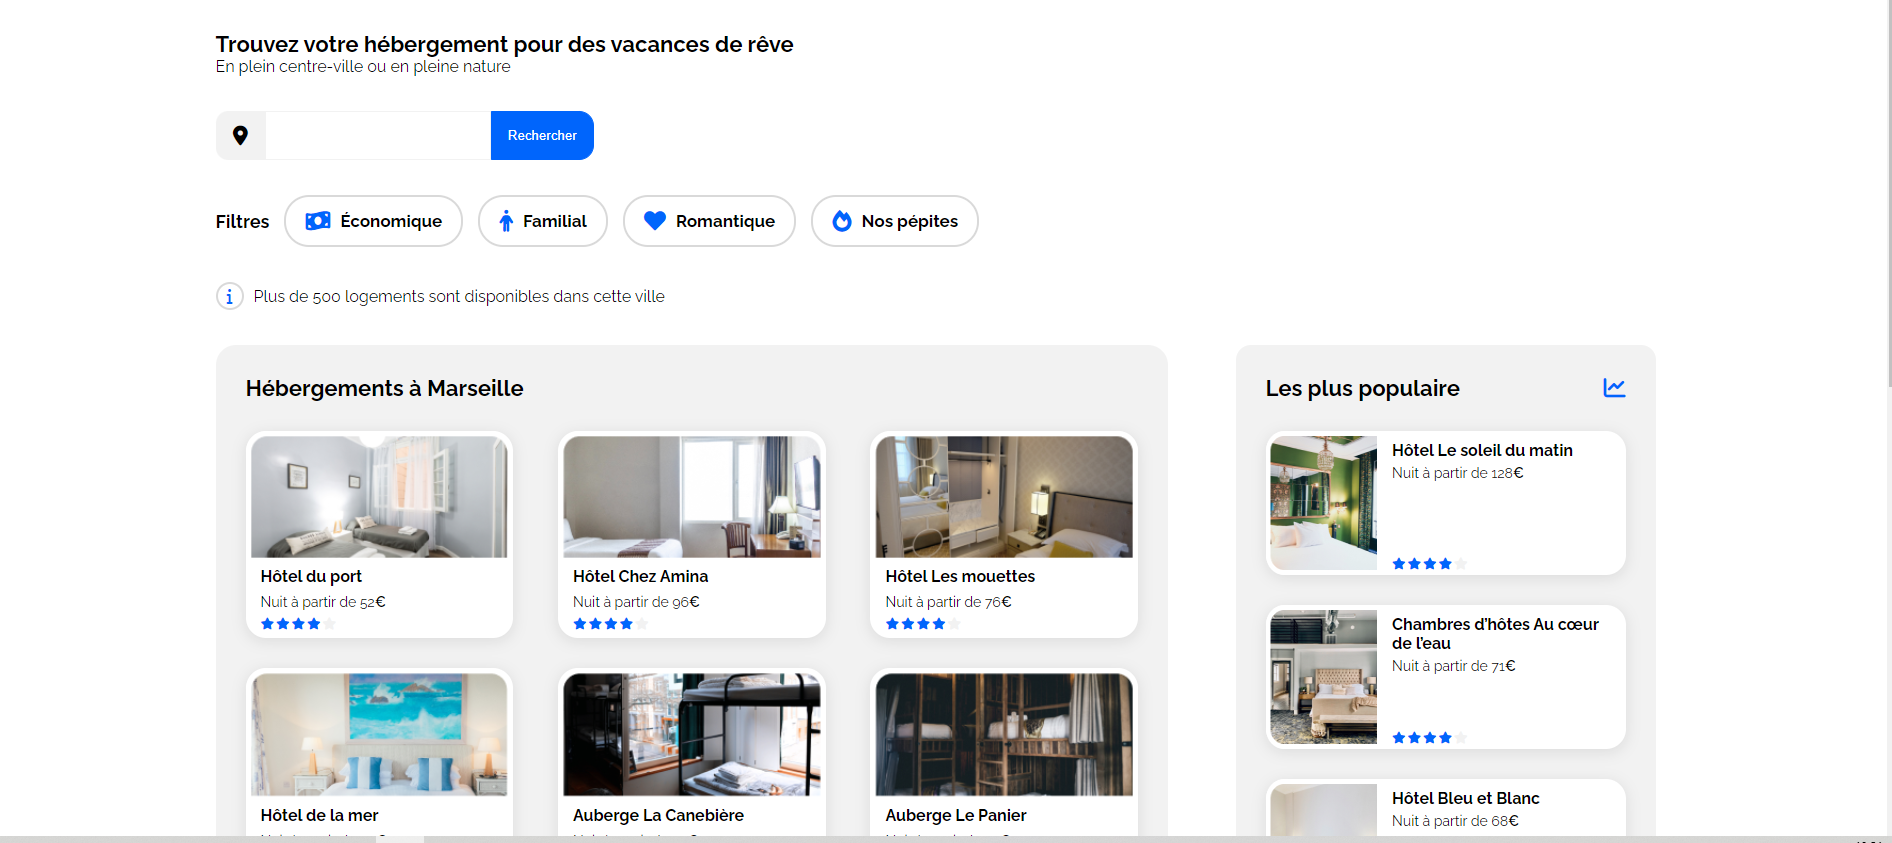 Trouvez votre hébergement pour des vacances de rêve
En plein centre-ville ou en pleine nature
Rechercher
Filtres
Économique
Familial
Romantique
Nos pépites
Plus de 500 logements sont disponibles dans cette ville
Hébergements à Marseille
Hôtel du port
Nuit à partir de 52€
Hôtel Chez Amina
Nuit à partir de 96€
Hôtel Les mouettes
Nuit à partir de 76€
Hôtel de la mer
Auberge La Canebière
Auberge Le Panier
Les plus populaire
Hôtel Le soleil du matin
Nuit à partir de 128€
Chambres d'hôtes Au cœur
de l'eau
Nuit à partir de 71€
Hôtel Bleu et Blanc
Nuit à partir de 68€